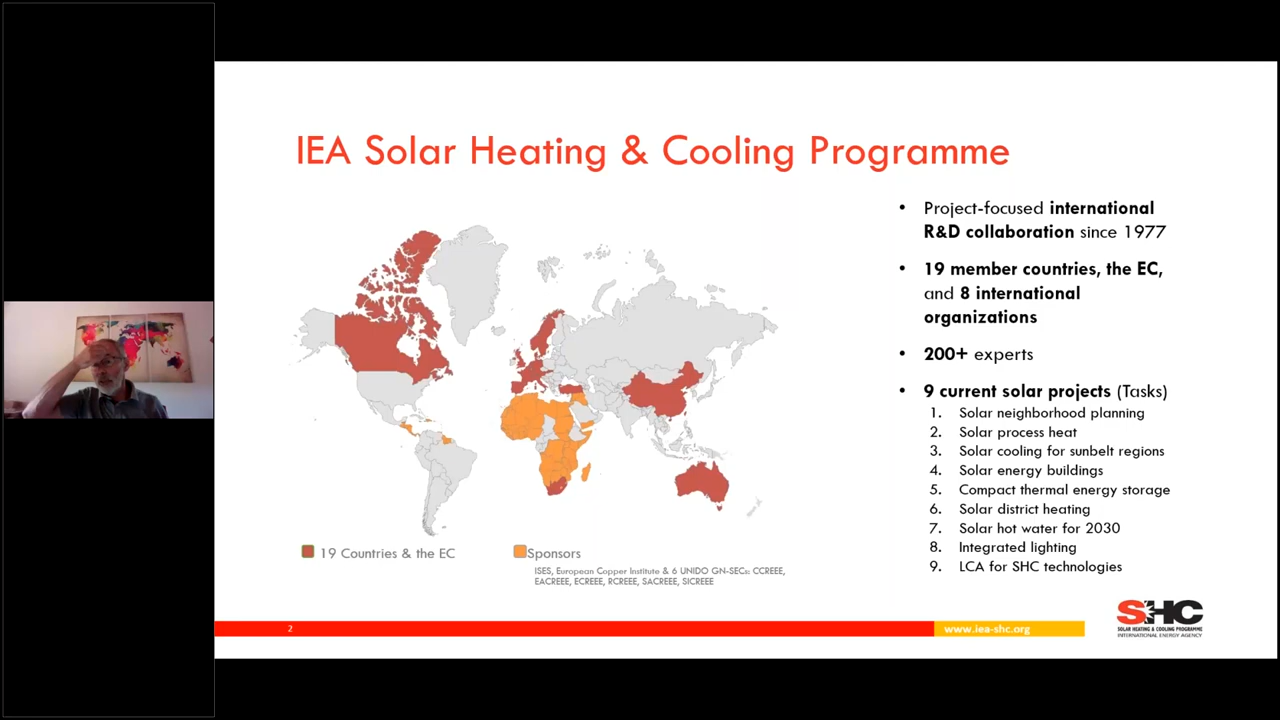 IEA Solar Heating & Cooling Programme
• Project-focused international
R&D collaboration since 1977
• 19 member countries, the EC,
and 8 international
organizations
• 200+ experts
• 9 current solar projects (Tasks)
1. Solar neighborhood planning
2. Solar process heat
3. Solar cooling for sunbelt regions
4. Solar energy buildings
5. Compact thermal energy storage
6. Solar district heating
7. Solar hot water for 2030
8. Integrated lighting
9. LCA for SHC technologies
19 Countries & the EC
Sponsors
ISES, European Copper Institute & 6 UNIDO GN-SECs: CCREEE,
EACREEE, ECREEE, RCREEE, SACREEE, SICREEE
2
www.iea-shc.org
SHC
SOLAR HEATING & COOLING PROGRAMME
INTERNATIONAL ENERGY AGENCY